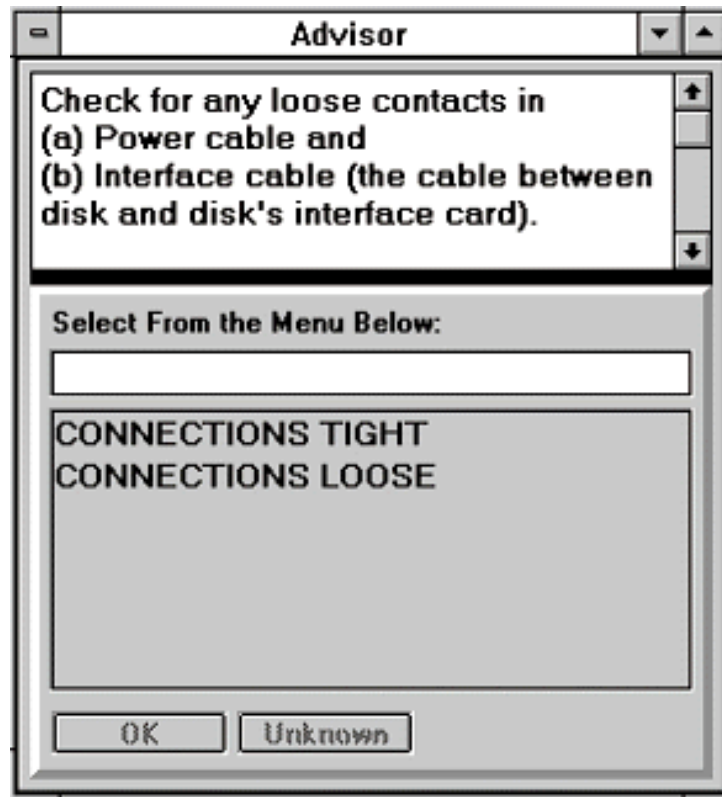 Advisor
Check for any loose contacts in
(a) Power cable and
(b) Interface cable (the cable between
disk and disk's interface card).
Select From the Menu Below:
CONNECTIONS TIGHT
CONNECTIONS LOOSE
OK Unknown